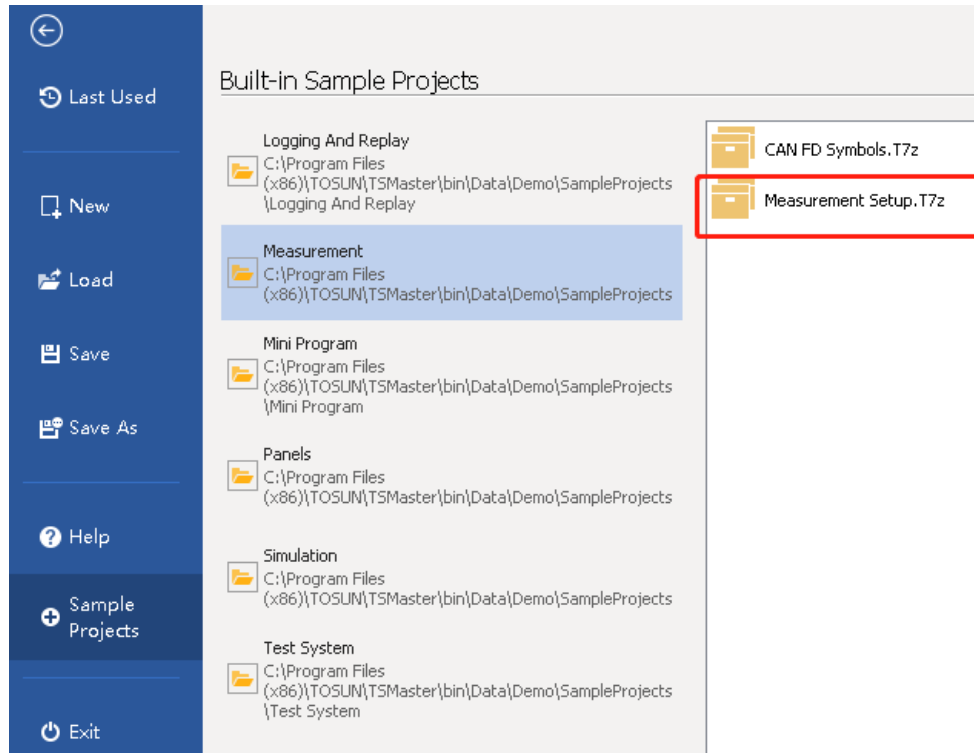 Last Used
New
Load
Save
Save As
Help
Sample
Projects
Exit
Built-in Sample Projects
Logging And Replay
C:\Program Files
(x86)\TOSUN\TSMaster\bin\Data\Demo\SampleProjects
\Logging And Replay
Measurement
C:\Program Files
(x86)\TOSUN\TSMaster\bin\Data\Demo\SampleProjects
Mini Program
C:\Program Files
(x86)\TOSUN\TSMaster\bin\Data\Demo\SampleProjects
\Mini Program
Panels
C:\Program Files
(x86)\TOSUN\TSMaster\bin\Data\Demo\SampleProjects
Simulation
C:\Program Files
(x86)\TOSUN\TSMaster\bin\Data\Demo\SampleProjects
Test System
C:\Program Files
(x86)\TOSUN\TSMaster\bin\Data\Demo\SampleProjects
\Test System
CAN FD Symbols.T7z
Measurement Setup.T7z